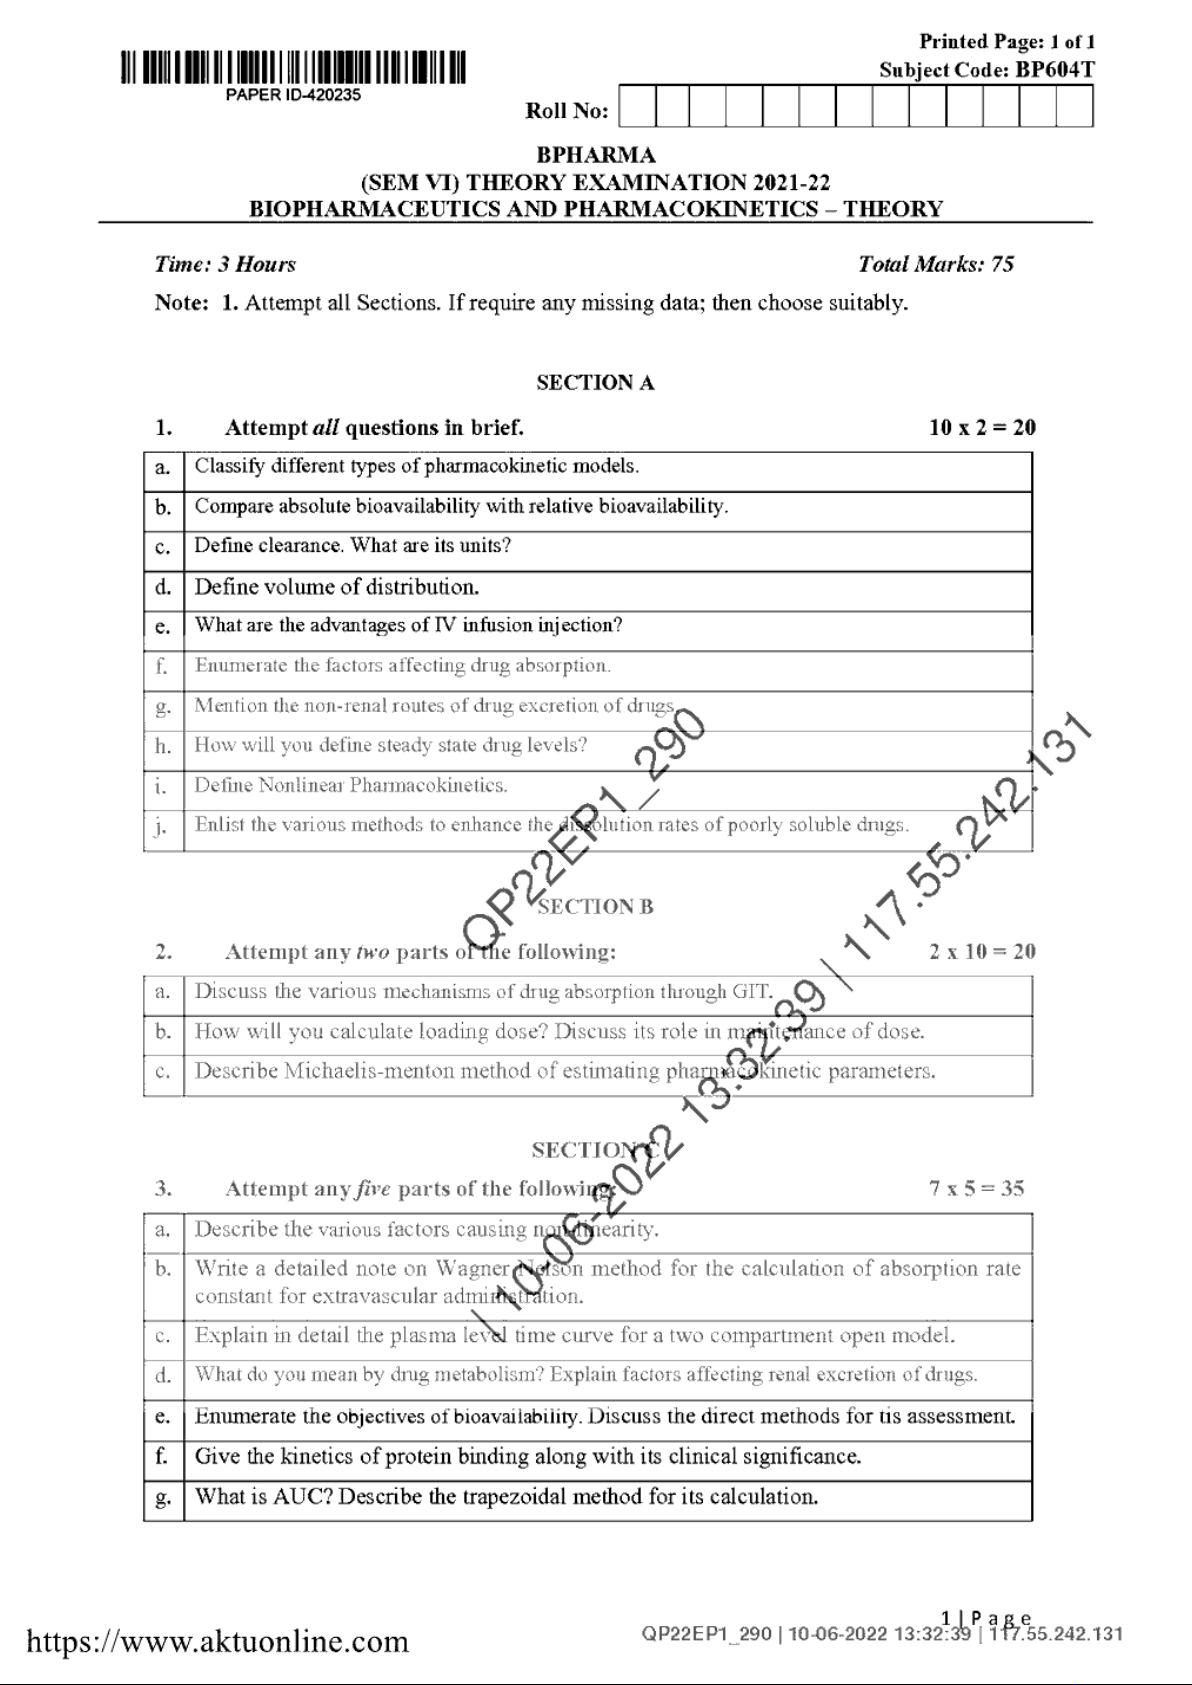 Printed Page: 1 of 1
Subject Code: BP604T
PAPER ID-420235
Roll No:
BPHARMA
(SEM VI) THEORY EXAMINATION 2021-22
BIOPHARMACEUTICS AND PHARMACOKINETICS – THEORY
Time: 3 Hours Total Marks: 75
Note: 1. Attempt all Sections. If require any missing data; then choose suitably.
SECTION A
1. Attempt all questions in brief. 10 x 2 = 20
a. Classify different types of pharmacokinetic models.
b. Compare absolute bioavailability with relative bioavailability.
c. Define clearance. What are its units?
d. Define volume of distribution.
e. What are the advantages of IV infusion injection?
f. Enumerate the factors affecting drug absorption.
g. Mention the non-renal routes of drug excretion of drugs.
h. How will you define steady state drug levels?
i. Define Nonlinear Pharmacokinetics.
j. Enlist the various methods to enhance the dissolution rates of poorly soluble drugs.
SECTION B
2. Attempt any two parts of the following: 2 x 10 = 20
a. Discuss the various mechanisms of drug absorption through GIT.
b. How will you calculate loading dose? Discuss its role in maintenance of dose.
c. Describe Michaelis-menton method of estimating pharmacokinetic parameters.
SECTION C
3. Attempt any five parts of the following: 7 x 5 = 35
a. Describe the various factors causing non-linearity.
b. Write a detailed note on Wagner Nelson method for the calculation of absorption rate
constant for extravascular administration.
c. Explain in detail the plasma level time curve for a two compartment open model.
d. What do you mean by drug metabolism? Explain factors affecting renal excretion of drugs.
e. Enumerate the objectives of bioavailability. Discuss the direct methods for tis assessment.
f. Give the kinetics of protein binding along with its clinical significance.
g. What is AUC? Describe the trapezoidal method for its calculation.
QP22EP1_290 | 10-06-2022 13:32:39 | 117.55.242.131
1 | P a g e
https://www.aktuonline.com
QP22EP1_290 | 10-06-2022 13:32:39 | 117.55.242.131